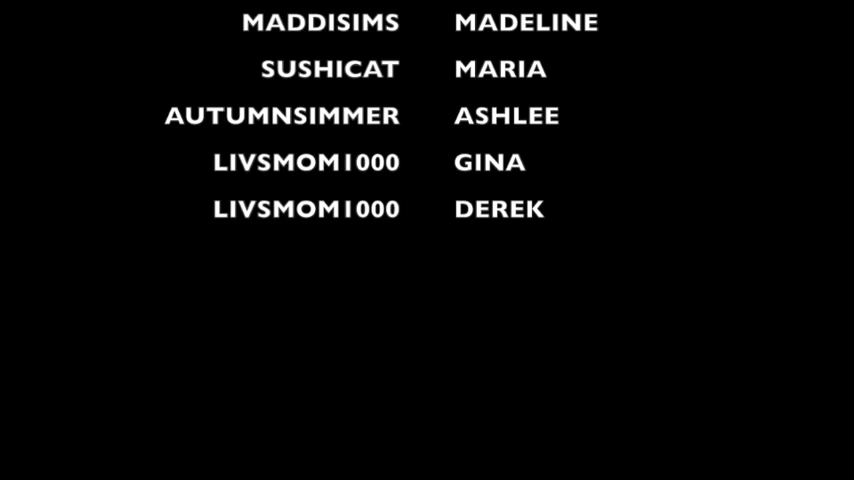 MADDISIMS MADELINE
SUSHICAT MARIA
AUTUMNSIMMER ASHLEE
LIVSMOM1000 GINA
LIVSMOM1000 DEREK